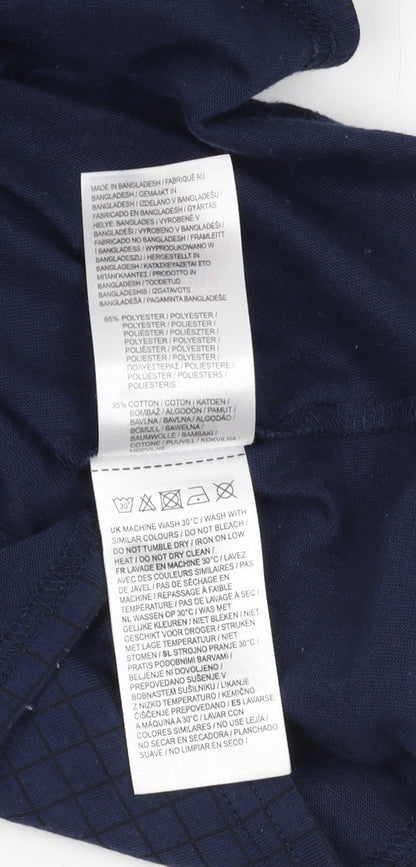 MADE IN BANGLADESH / FABRIQUÉ AU
BANGLADESH / GEMAAKT IN
BANGLADESH / IZDELANO V BANGLADEŠU /
FABRICADO EN BANGLADESH / GYÁRTÁS
HELYE: BANGLADES / VYROBENÉ V
BANGLADÉŠI / VYROBENO V BANGLADÉŠI /
FABRICADO NO BANGLADESH / FRAMLEITT
Í BANGLADESS / WYPRODUKOWANO W
BANGLADESZU / HERGESTELLT IN
BANGLADESH / ΚΑΤΑΣΚΕΥΑΖΕΤΑΙ ΣΤΟ
ΜΠΑΝΓΚΛΑΝΤΕΣ / PRODOTTO IN
BANGLADESH / TOODETUD
BANGLADESHIS / IZGATAVOTS
BANGLADEŠĀ / PAGAMINTA BANGLADEŠE
65% POLYESTER / POLYESTER /
POLYESTER / POLIESTER /
POLIÉSTER / POLIÉSZTER /
POLYESTER / POLYESTER /
POLIÉSTER / PÓLÝESTER /
POLIESTER / POLYESTER /
ΠΟΛΥΕΣΤΕΡΑΣ / POLIESTERE /
POLÜESTER / POLIESTERS /
POLIESTERIS.
35% COTTON / COTON / KATOEN /
BOMBAŽ / ALGODÓN / PAMUT /
BAVLNA / BAVLNA / ALGODÃO /
BÓMULL / BAWEŁNA /
BAUMWOLLE / ΒΑΜΒΑΚΙ /
COTONE / PUUVILL / KOKVILNA /
MEDVILNĖ
30°
UK MACHINE WASH 30°C / WASH WITH
SIMILAR COLOURS / DO NOT BLEACH /
DO NOT TUMBLE DRY / IRON ON LOW
HEAT / DO NOT DRY CLEAN /
FR LAVAGE EN MACHINE 30°C / LAVEZ
AVEC DES COULEURS SIMILAIRES / PAS
DE JAVEL / PAS DE SÉCHAGE EN
MACHINE / REPASSAGE À FAIBLE
TEMPÉRATURE / PAS DE LAVAGE À SEC /
NL WASSEN OP 30°C / WAS MET
GELIJKE KLEUREN / NIET BLEKEN / NIET
GESCHIKT VOOR DROGER / STRIJKEN
MET LAGE TEMPERATUUR / NIET
STOMEN / SL STROJNO PRANJE 30°C /
PRATIS PODOBNIMI BARVAMI /
BELJENJE NI DOVOLJENO /
PREPOVEDANO SUŠENJE V
BOBNASTEM SUŠILNIKU / LIKANJE
Z NIZKO TEMPERATURO / KEMIČNO
ČIŠČENJE PREPOVEDANO / ES LAVARSE
A MÁQUINA A 30°C / LAVAR CON
COLORES SIMILARES / NO USE LEJÍA /
NO SECAR EN SECADORA / PLANCHADO
SUAVE / NO LIMPIAR EN SECO /